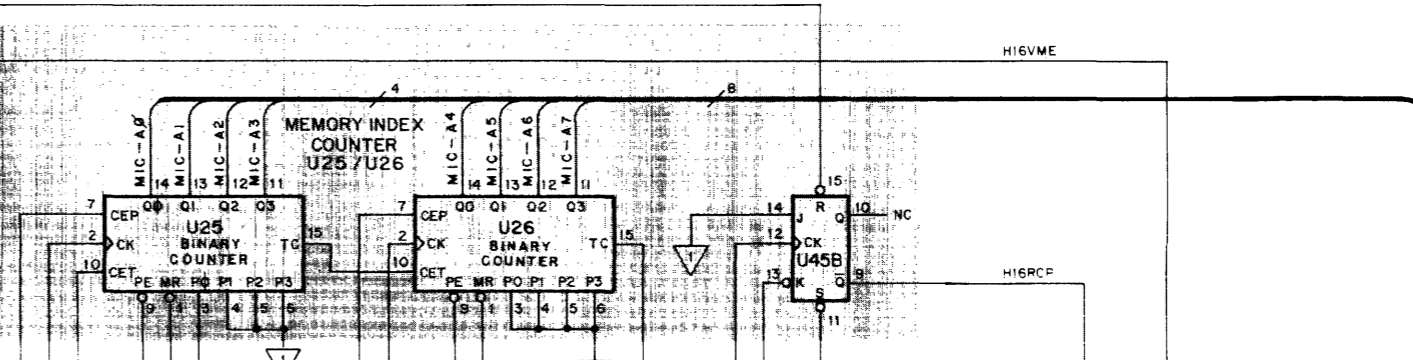 H16VME
4
8
MIC-A0
MIC-A1
MIC-A2
MIC-A3
MEMORY INDEX
COUNTER
U25/U26
MIC-A4
MIC-A5
MIC-A6
MIC-A7
14 13 12 11
14 13 12 11
15
7 CEP Q0 Q1 Q2 Q3
U25
2 CK BINARY TC 15
COUNTER
10 CET
PE MR P0 P1 P2 P3
9 1 3 4 5 6
7 CEP Q0 Q1 Q2 Q3
U26
2 CK BINARY TC 15
COUNTER
10 CET
PE MR P0 P1 P2 P3
9 1 3 4 5 6
1
1
14 J R Q 10 NC
12 CK
U45B
13 K Q 9 H16RCP
S
11